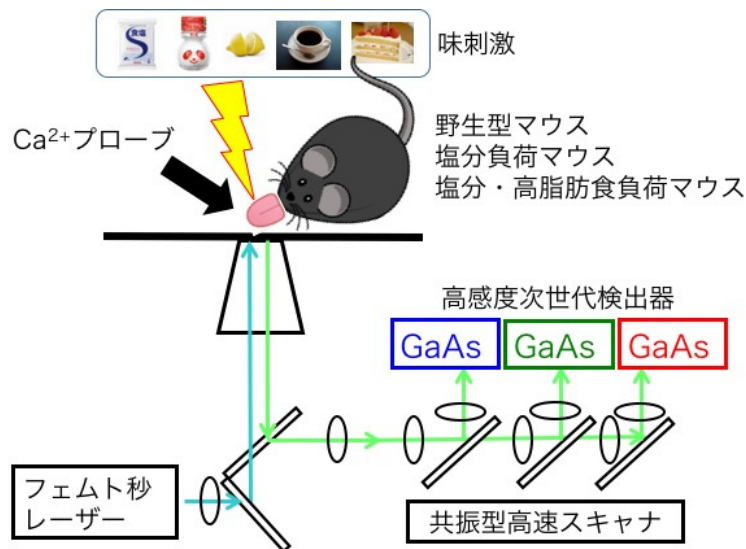 食塩
S
味刺激
Ca²⁺プローブ
野生型マウス
塩分負荷マウス
塩分・高脂肪食負荷マウス
高感度次世代検出器
GaAs
GaAs
GaAs
フェムト秒
レーザー
共振型高速スキャナ